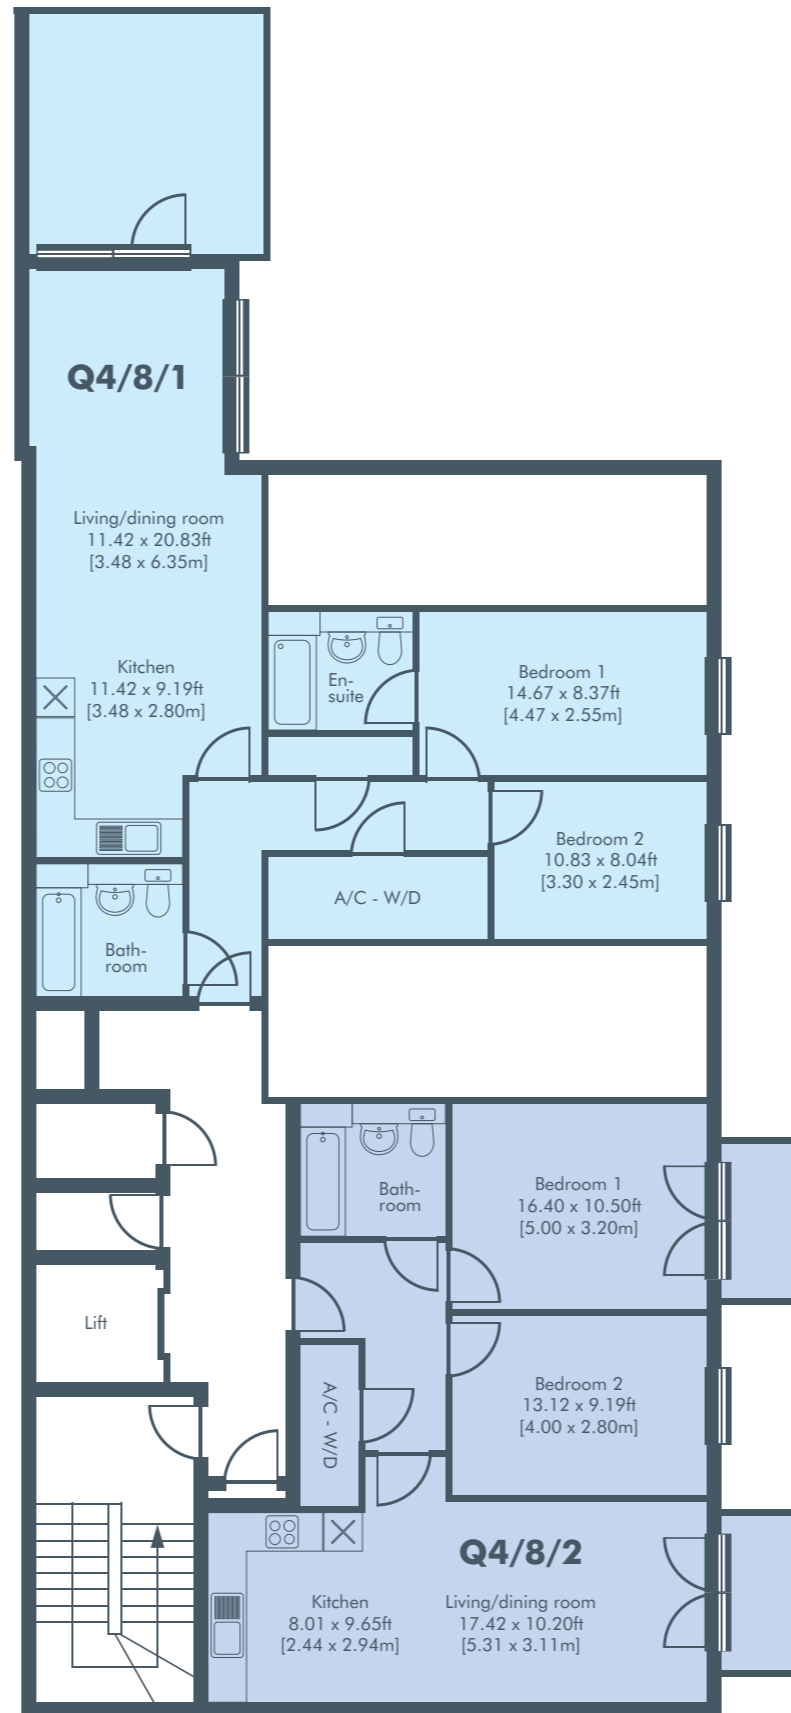 Q4/8/1
Living/dining room
11.42 x 20.83ft
[3.48 x 6.35m]
Kitchen
11.42 x 9.19ft
[3.48 x 2.80m]
En-
suite
Bedroom 1
14.67 x 8.37ft
[4.47 x 2.55m]
Bedroom 2
10.83 x 8.04ft
[3.30 x 2.45m]
A/C - W/D
Bath-
room
Bath-
room
Bedroom 1
16.40 x 10.50ft
[5.00 x 3.20m]
Lift
A/C - W/D
Bedroom 2
13.12 x 9.19ft
[4.00 x 2.80m]
Q4/8/2
Kitchen
8.01 x 9.65ft
[2.44 x 2.94m]
Living/dining room
17.42 x 10.20ft
[5.31 x 3.11m]